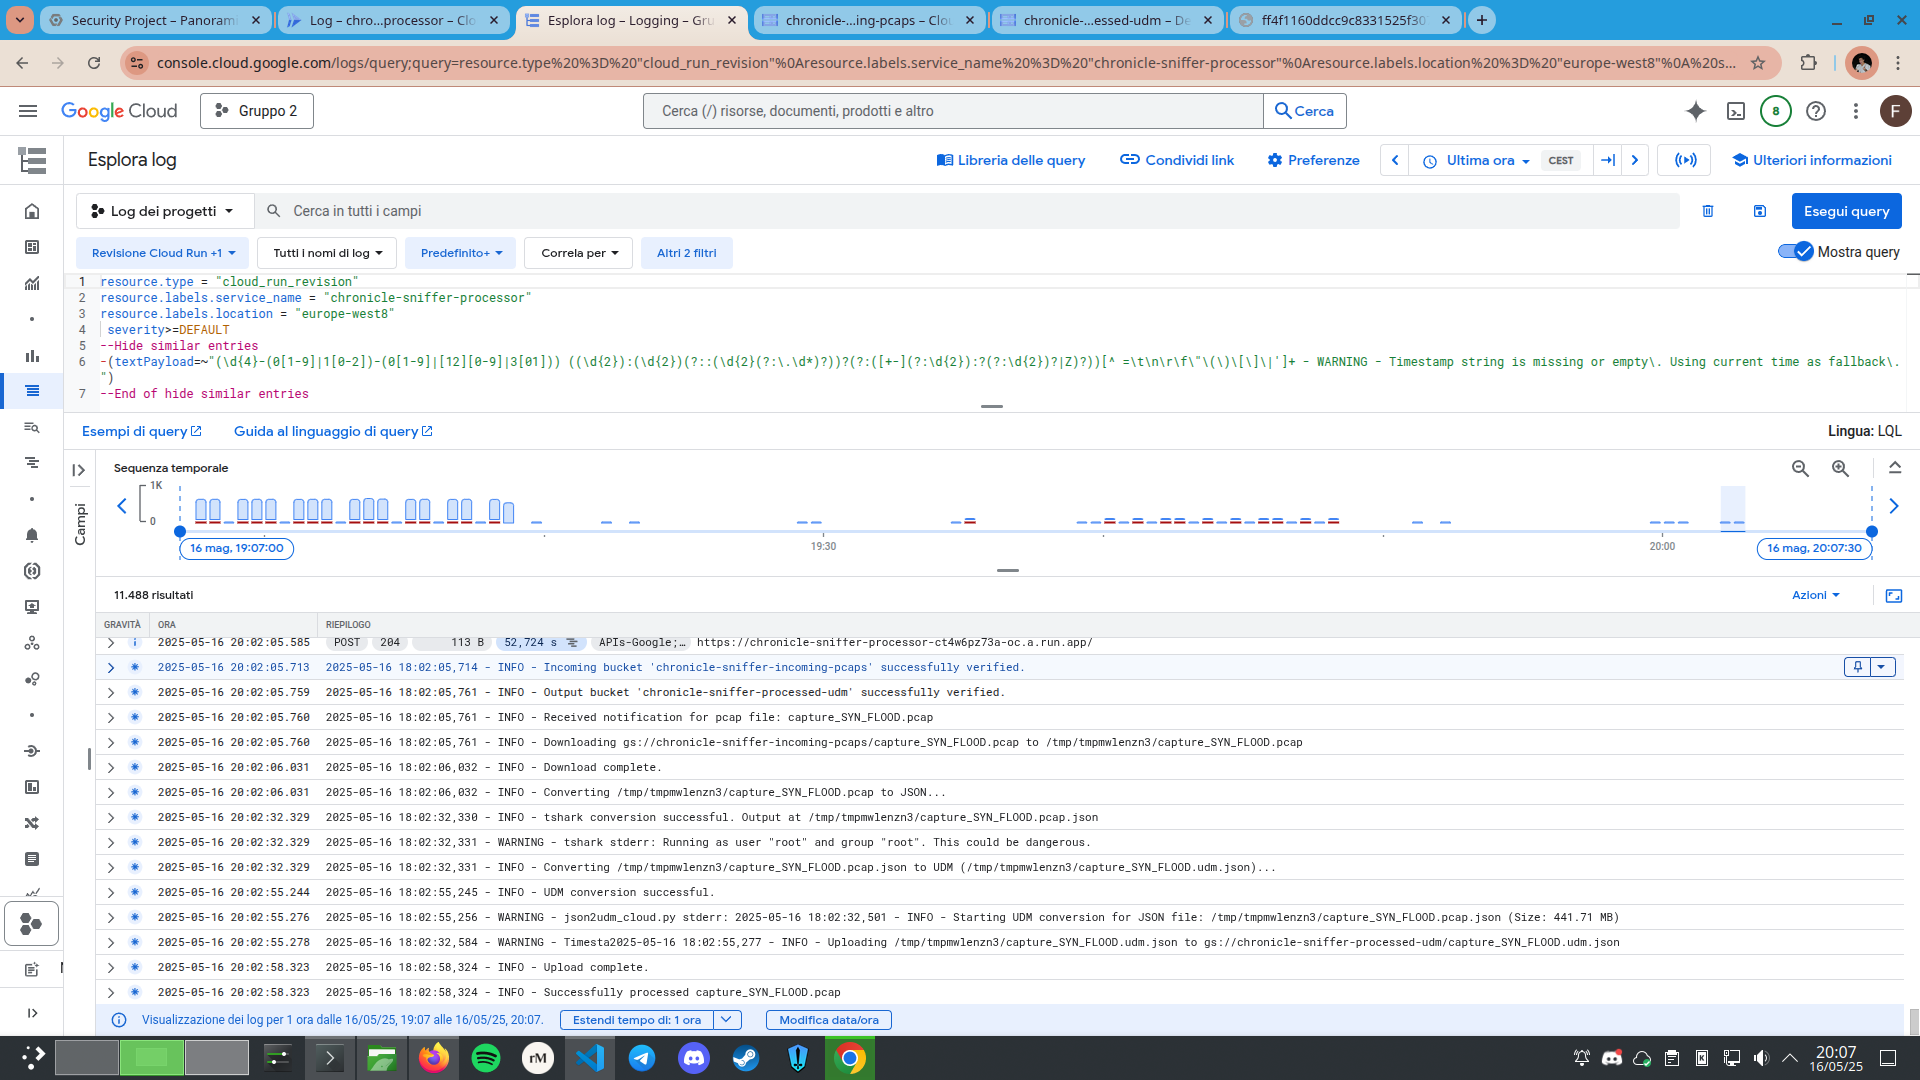 Security Project – Panoram
Log – chro...processor – Clo
Esplora log – Logging – Gru
chronicle-...ing-pcaps – Clou
chronicle-...essed-udm – De
ff4f1160ddcc9c8331525f30
console.cloud.google.com/logs/query;query=resource.type%20%3D%20"cloud_run_revision"%0Aresource.labels.service_name%20%3D%20"chronicle-sniffer-processor"%0Aresource.labels.location%20%3D%20"europe-west8"%0A%20s...
Google Cloud
Gruppo 2
Cerca (/) risorse, documenti, prodotti e altro
Cerca
8
F
Esplora log
Libreria delle query
Condividi link
Preferenze
Ultima ora
CEST
Ulteriori informazioni
Log dei progetti
Cerca in tutti i campi
Esegui query
Revisione Cloud Run +1
Tutti i nomi di log
Predefinito+
Correla per
Altri 2 filtri
Mostra query
1 resource.type = "cloud_run_revision"
2 resource.labels.service_name = "chronicle-sniffer-processor"
3 resource.labels.location = "europe-west8"
4 severity>=DEFAULT
5 --Hide similar entries
6 -(textPayload=~"(\d{4}-(0[1-9]|1[0-2])-(0[1-9]|[12][0-9]|3[01])) ((\d{2}):(\d{2})(?::(\d{2}(?:\.\d*)?))?(?:([+-](?:\d{2}):?(?:\d{2})?|Z)?))[^ =\t\n\r\f\"\(\)\[\]\|']+ - WARNING - Timestamp string is missing or empty\. Using current time as fallback\.
")
7 --End of hide similar entries
Esempi di query
Guida al linguaggio di query
Lingua: LQL
Campi
Sequenza temporale
1K
0
16 mag, 19:07:00
19:30
20:00
16 mag, 20:07:30
11.488 risultati
Azioni
GRAVITÀ ORA RIEPILOGO
2025-05-16 20:02:05.585 POST 204 113 B 52,724 s APIs-Google;… https://chronicle-sniffer-processor-ct4w6pz73a-oc.a.run.app/
2025-05-16 20:02:05.713 2025-05-16 18:02:05,714 - INFO - Incoming bucket 'chronicle-sniffer-incoming-pcaps' successfully verified.
2025-05-16 20:02:05.759 2025-05-16 18:02:05,761 - INFO - Output bucket 'chronicle-sniffer-processed-udm' successfully verified.
2025-05-16 20:02:05.760 2025-05-16 18:02:05,761 - INFO - Received notification for pcap file: capture_SYN_FLOOD.pcap
2025-05-16 20:02:05.760 2025-05-16 18:02:05,761 - INFO - Downloading gs://chronicle-sniffer-incoming-pcaps/capture_SYN_FLOOD.pcap to /tmp/tmpmwlenzn3/capture_SYN_FLOOD.pcap
2025-05-16 20:02:06.031 2025-05-16 18:02:06,032 - INFO - Download complete.
2025-05-16 20:02:06.031 2025-05-16 18:02:06,032 - INFO - Converting /tmp/tmpmwlenzn3/capture_SYN_FLOOD.pcap to JSON...
2025-05-16 20:02:32.329 2025-05-16 18:02:32,330 - INFO - tshark conversion successful. Output at /tmp/tmpmwlenzn3/capture_SYN_FLOOD.pcap.json
2025-05-16 20:02:32.329 2025-05-16 18:02:32,331 - WARNING - tshark stderr: Running as user "root" and group "root". This could be dangerous.
2025-05-16 20:02:32.329 2025-05-16 18:02:32,331 - INFO - Converting /tmp/tmpmwlenzn3/capture_SYN_FLOOD.pcap.json to UDM (/tmp/tmpmwlenzn3/capture_SYN_FLOOD.udm.json)...
2025-05-16 20:02:55.244 2025-05-16 18:02:55,245 - INFO - UDM conversion successful.
2025-05-16 20:02:55.276 2025-05-16 18:02:55,256 - WARNING - json2udm_cloud.py stderr: 2025-05-16 18:02:32,501 - INFO - Starting UDM conversion for JSON file: /tmp/tmpmwlenzn3/capture_SYN_FLOOD.pcap.json (Size: 441.71 MB)
2025-05-16 20:02:55.278 2025-05-16 18:02:32,584 - WARNING - Timesta2025-05-16 18:02:55,277 - INFO - Uploading /tmp/tmpmwlenzn3/capture_SYN_FLOOD.udm.json to gs://chronicle-sniffer-processed-udm/capture_SYN_FLOOD.udm.json
2025-05-16 20:02:58.323 2025-05-16 18:02:58,324 - INFO - Upload complete.
2025-05-16 20:02:58.323 2025-05-16 18:02:58,324 - INFO - Successfully processed capture_SYN_FLOOD.pcap
Visualizzazione dei log per 1 ora dalle 16/05/25, 19:07 alle 16/05/25, 20:07.
Estendi tempo di: 1 ora
Modifica data/ora
rM
20:07
16/05/25